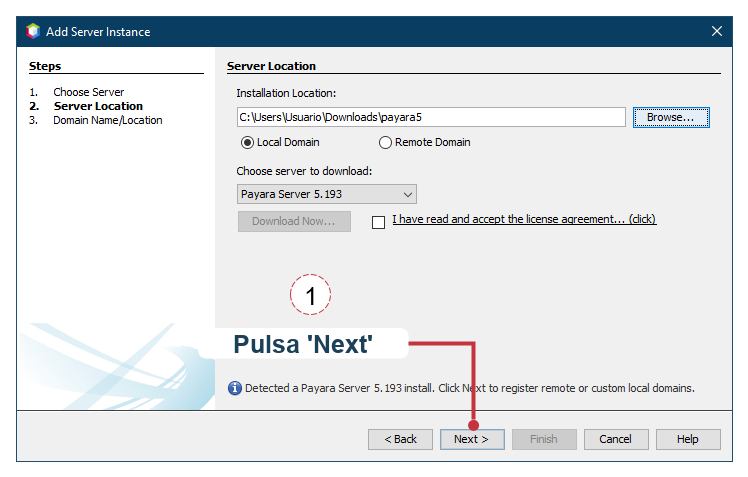 Add Server Instance
Steps
1. Choose Server
2. Server Location
3. Domain Name/Location
Server Location
Installation Location:
C:\Users\Usuario\Downloads\payara5
Browse...
Local Domain
Remote Domain
Choose server to download:
Payara Server 5.193
Download Now...
I have read and accept the license agreement... (click)
1
Pulsa 'Next'
Detected a Payara Server 5.193 install. Click Next to register remote or custom local domains.
< Back
Next >
Finish
Cancel
Help